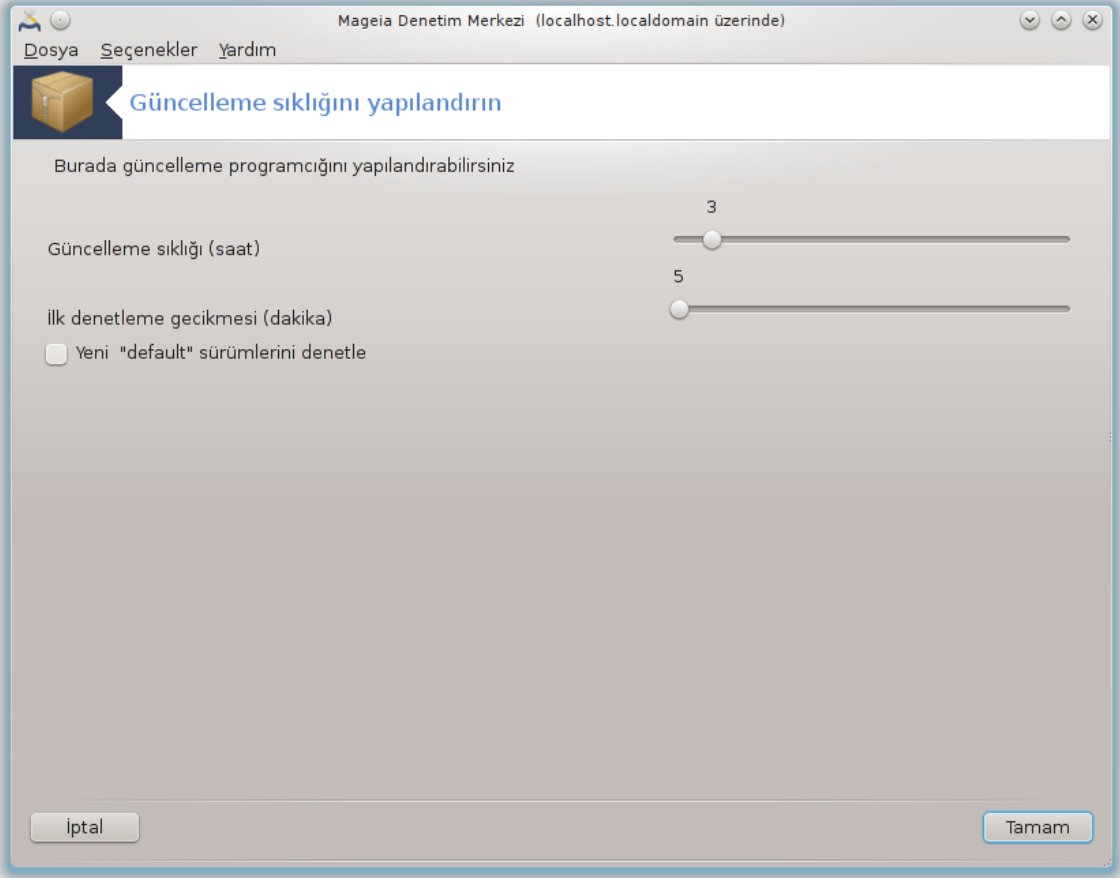 Mageia Denetim Merkezi (localhost.localdomain üzerinde)
Dosya Seçenekler Yardım
Güncelleme sıklığını yapılandırın
Burada güncelleme programcığını yapılandırabilirsiniz
3
Güncelleme sıklığı (saat)
5
İlk denetleme gecikmesi (dakika)
Yeni "default" sürümlerini denetle
İptal
Tamam